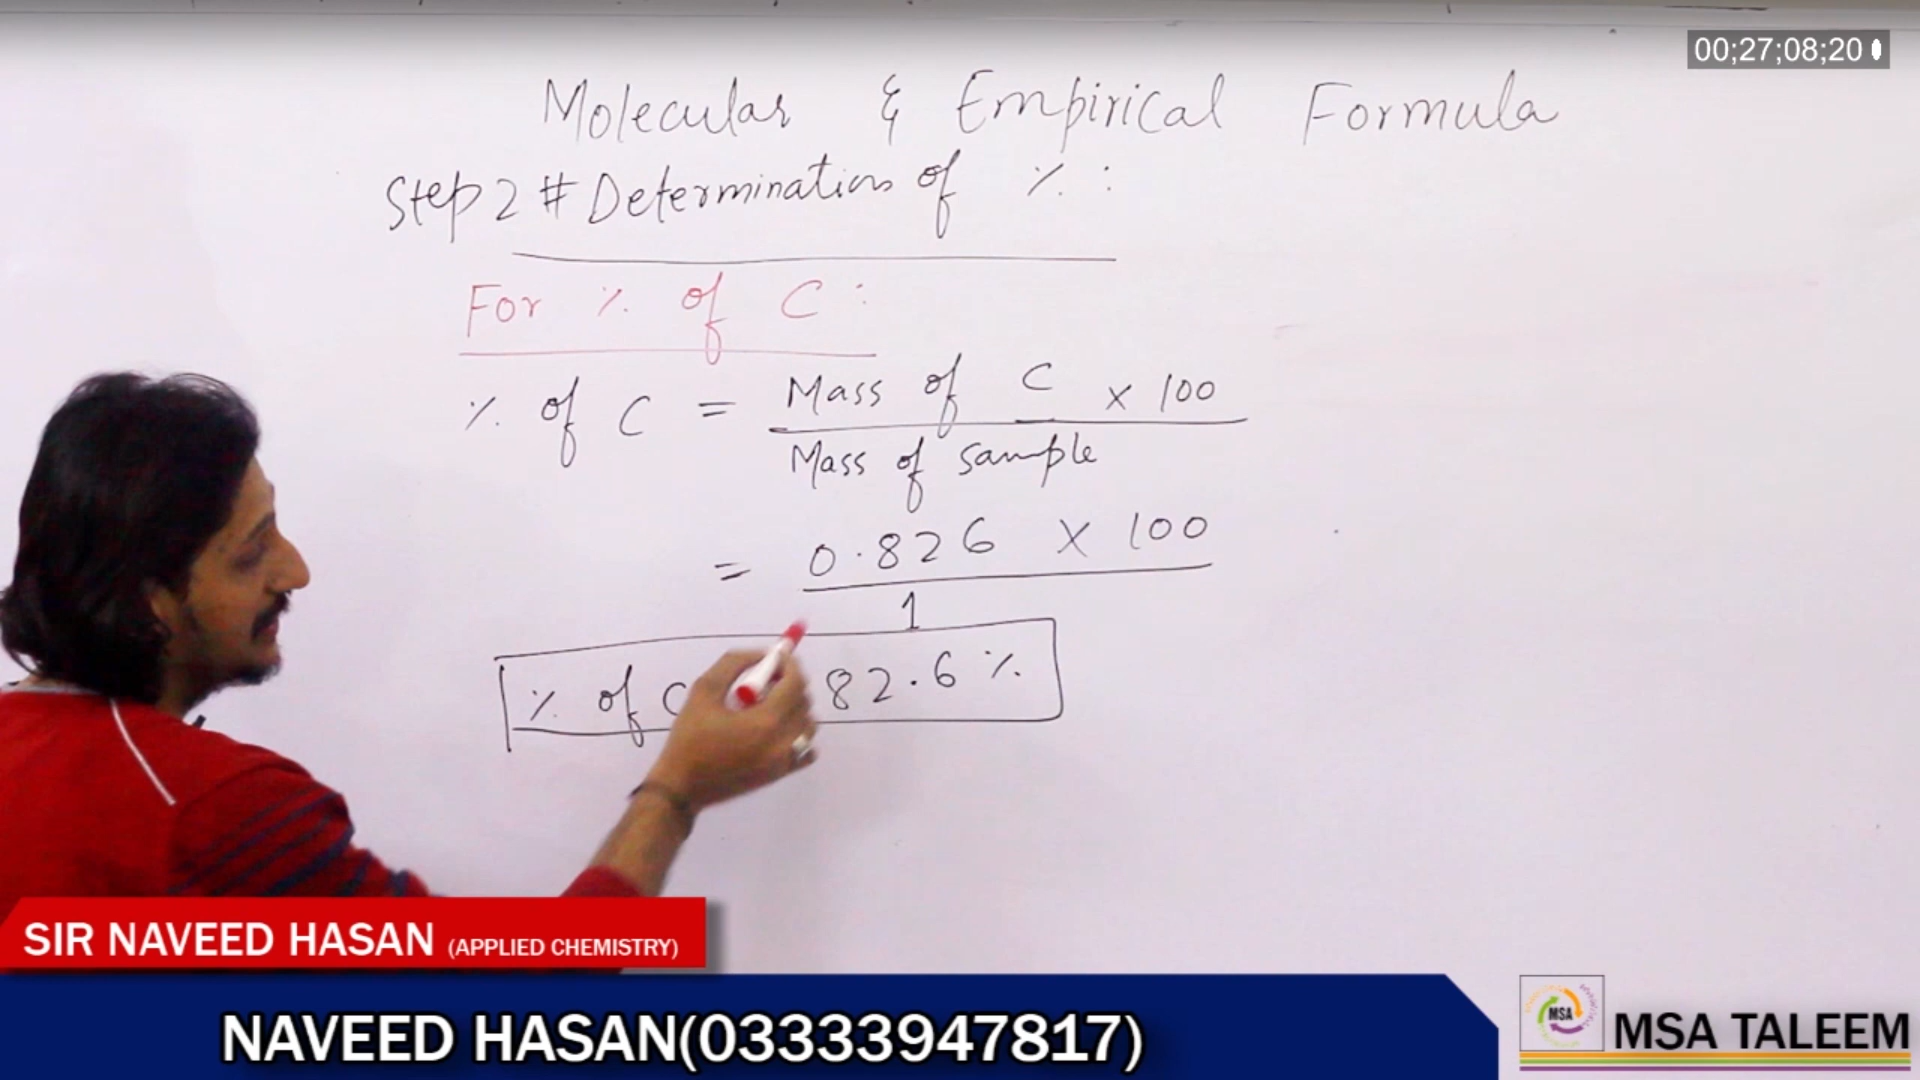 00;27;08;20
Molecular & Empirical Formula
Step 2 # Determination of % :
For % of C :
% of C = Mass of C x 100
Mass of sample
= 0.826 X 100
1
% of C 82.6 %
SIR NAVEED HASAN (APPLIED CHEMISTRY)
NAVEED HASAN(03333947817)
MSA
MSA TALEEM